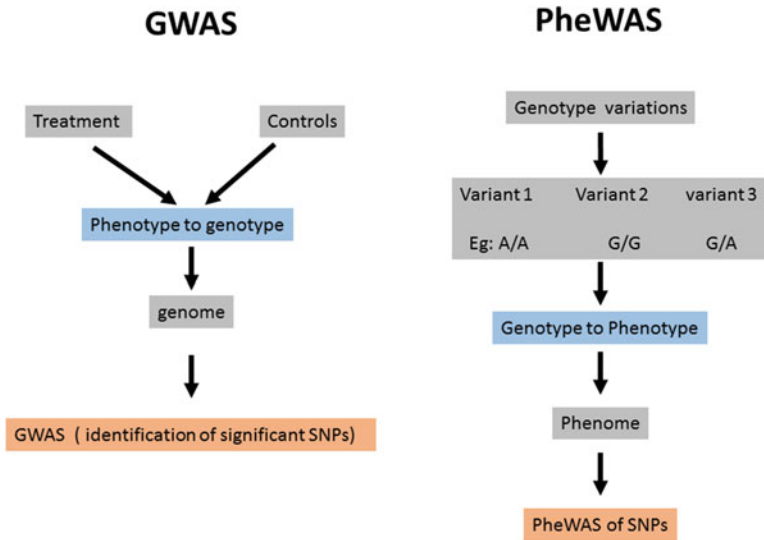 GWAS
Treatment
Controls
Phenotype to genotype
genome
GWAS ( identification of significant SNPs)
PheWAS
Genotype variations
Variant 1 Variant 2 variant 3
Eg: A/A G/G G/A
Genotype to Phenotype
Phenome
PheWAS of SNPs